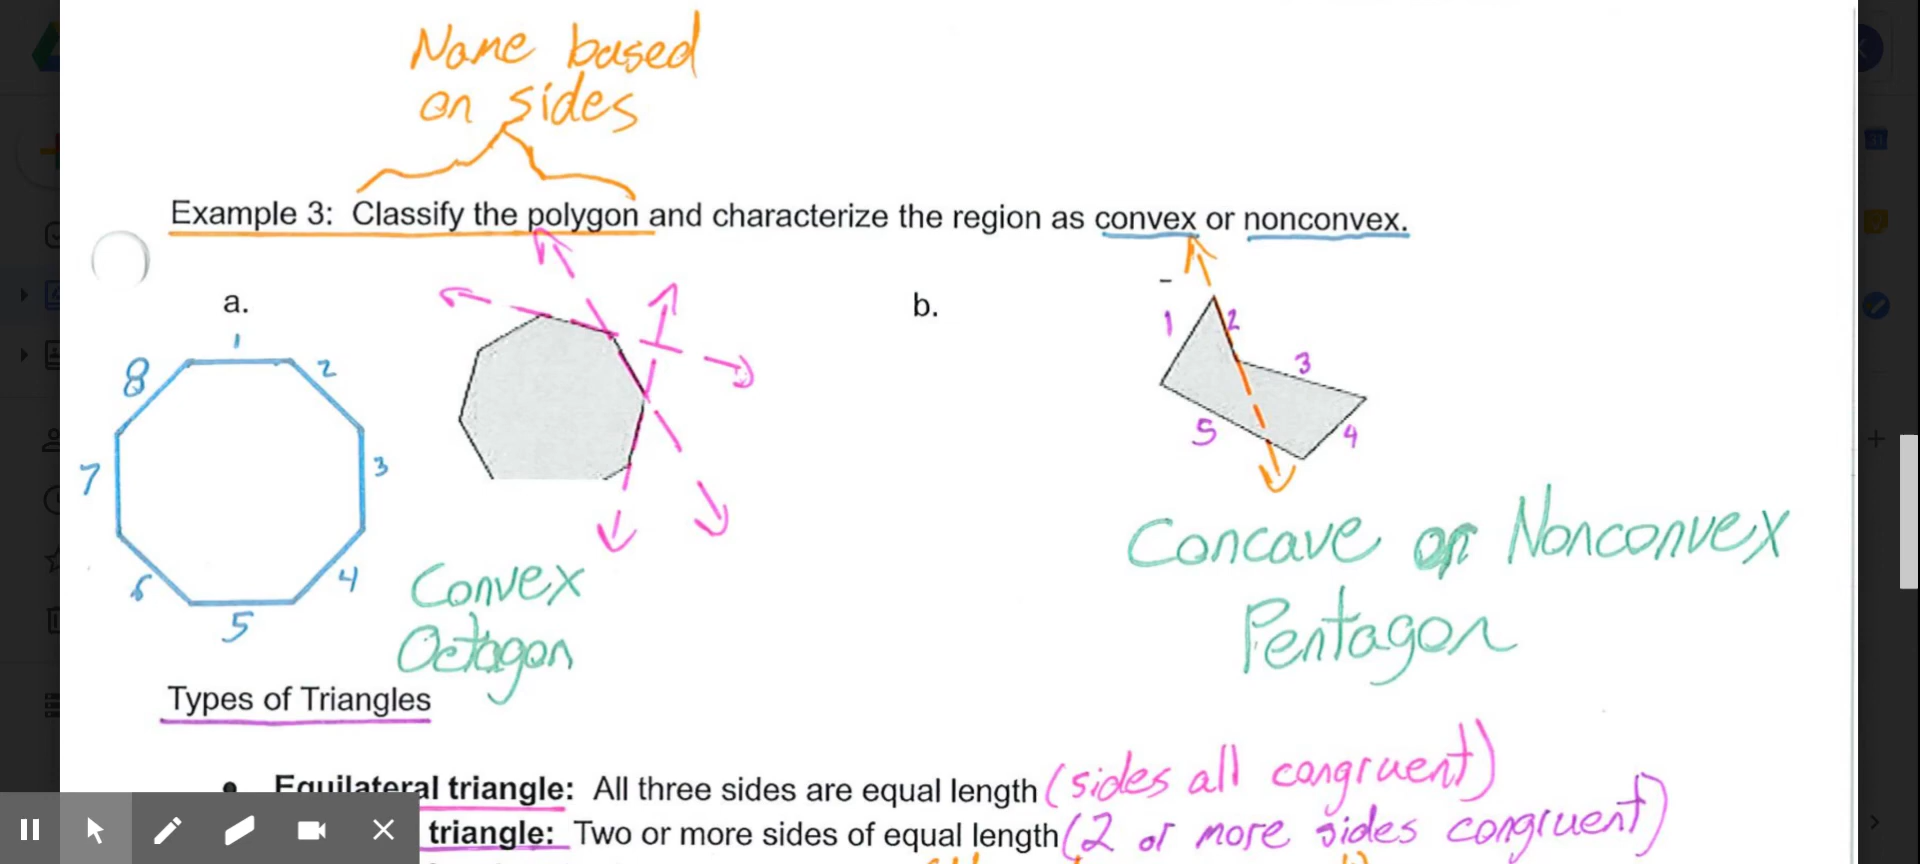 Name based
on sides
Example 3: Classify the polygon and characterize the region as convex or nonconvex.
a.
b.
1
2
3
4
5
6
7
8
1
2
3
4
5
Convex
Octagon
Concave or Nonconvex
Pentagon
Types of Triangles
Equilateral triangle: All three sides are equal length (sides all congruent)
triangle: Two or more sides of equal length (2 or more sides congruent)